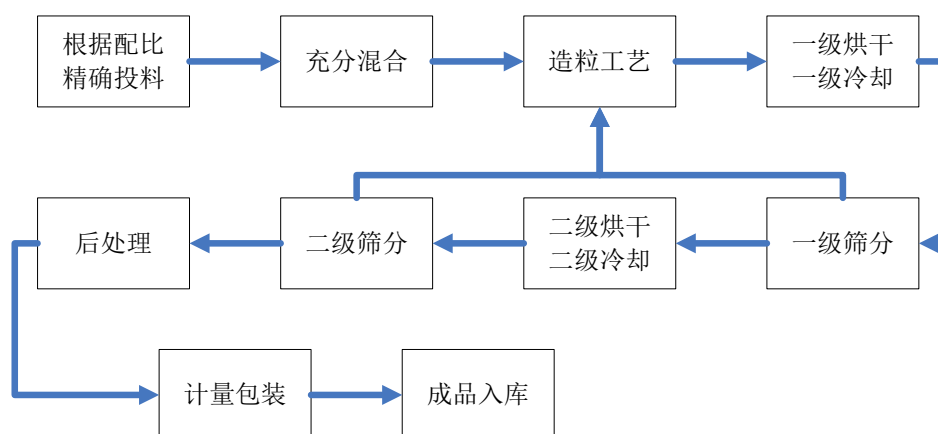 根据配比
精确投料
充分混合
造粒工艺
一级烘干
一级冷却
后处理
二级筛分
二级烘干
二级冷却
一级筛分
计量包装
成品入库